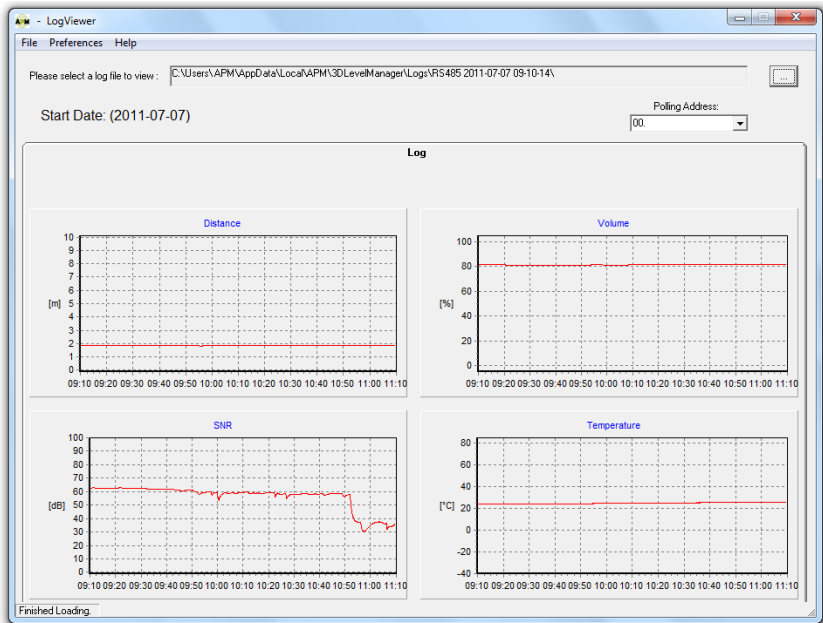 APM - LogViewer
File Preferences Help
Please select a log file to view : C:\Users\APM\AppData\Local\APM\3DLevelManager\Logs\RS485 2011-07-07 09-10-14\ ...
Start Date: (2011-07-07)
Polling Address:
00.
Log
Distance
10
9
8
7
6
[m] 5
4
3
2
1
0
09:10 09:20 09:30 09:40 09:50 10:00 10:10 10:20 10:30 10:40 10:50 11:00 11:10
Volume
100
80
60
[%]
40
20
0
09:10 09:20 09:30 09:40 09:50 10:00 10:10 10:20 10:30 10:40 10:50 11:00 11:10
SNR
100
90
80
70
60
[dB] 50
40
30
20
10
0
09:10 09:20 09:30 09:40 09:50 10:00 10:10 10:20 10:30 10:40 10:50 11:00 11:10
Temperature
80
60
40
[°C] 20
0
-20
-40
09:10 09:20 09:30 09:40 09:50 10:00 10:10 10:20 10:30 10:40 10:50 11:00 11:10
Finished Loading.